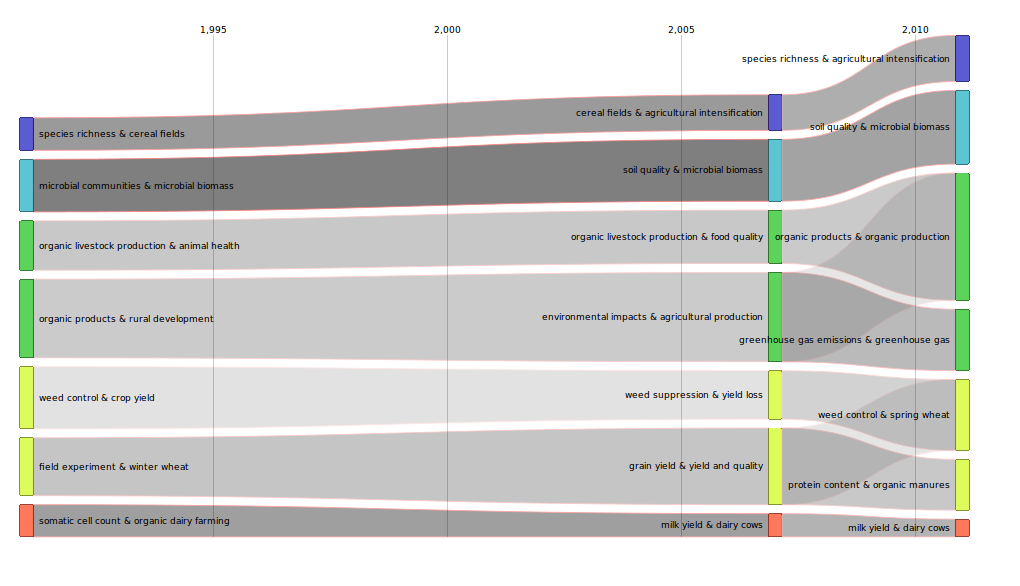 1,995
2,000
2,005
2,010
species richness & cereal fields
microbial communities & microbial biomass
organic livestock production & animal health
organic products & rural development
weed control & crop yield
field experiment & winter wheat
somatic cell count & organic dairy farming
cereal fields & agricultural intensification
soil quality & microbial biomass
organic livestock production & food quality
environmental impacts & agricultural production
weed suppression & yield loss
grain yield & yield and quality
milk yield & dairy cows
species richness & agricultural intensification
soil quality & microbial biomass
organic products & organic production
greenhouse gas emissions & greenhouse gas
weed control & spring wheat
protein content & organic manures
milk yield & dairy cows